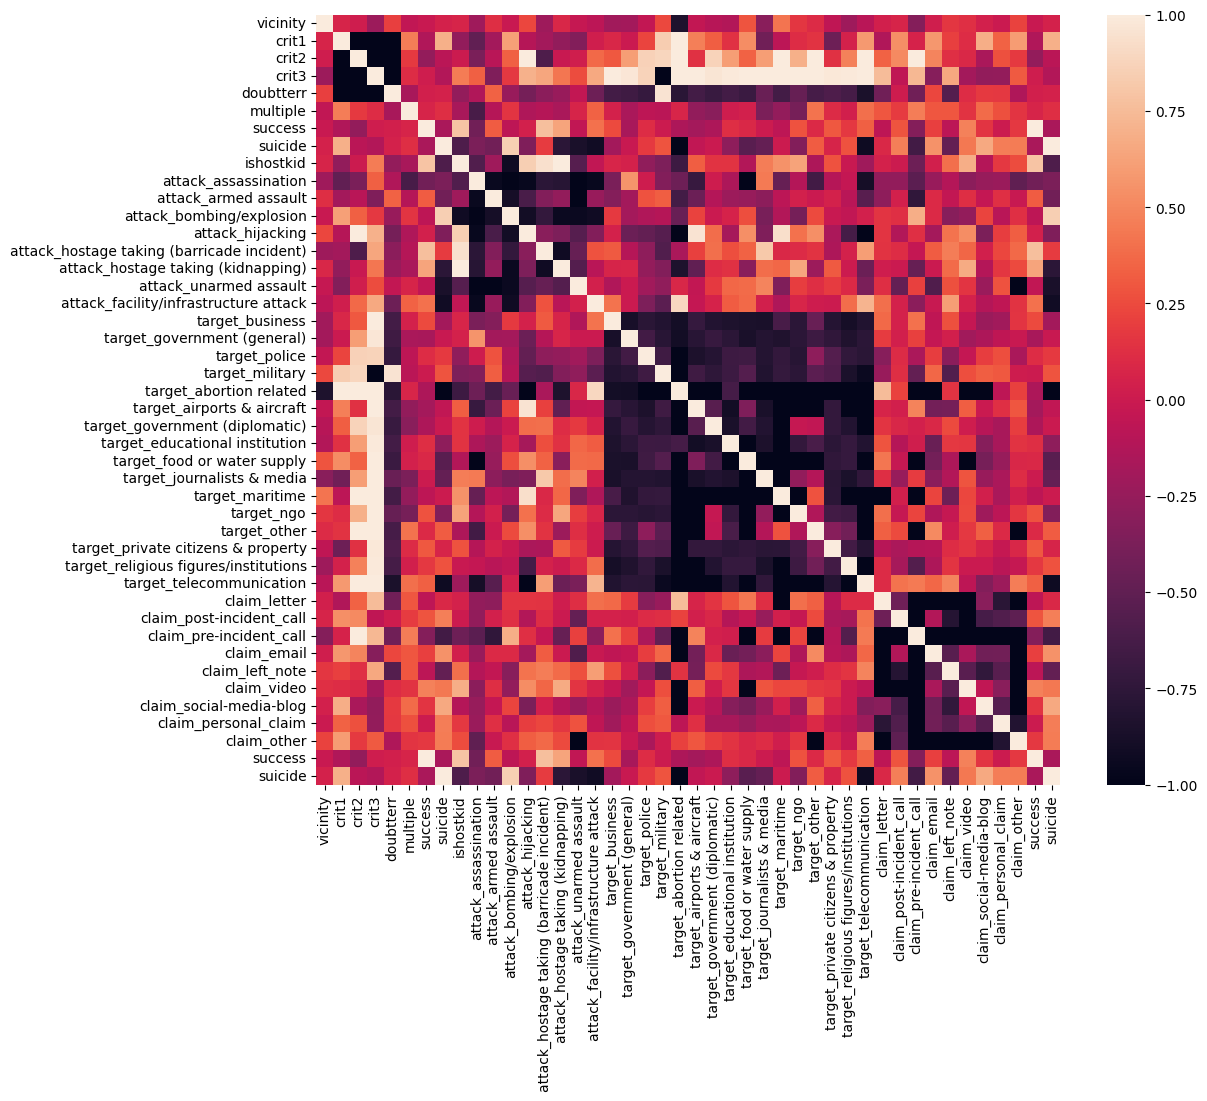 vicinity
crit1
crit2
crit3
doubtterr
multiple
success
suicide
ishostkid
attack_assassination
attack_armed assault
attack_bombing/explosion
attack_hijacking
attack_hostage taking (barricade incident)
attack_hostage taking (kidnapping)
attack_unarmed assault
attack_facility/infrastructure attack
target_business
target_government (general)
target_police
target_military
target_abortion related
target_airports & aircraft
target_government (diplomatic)
target_educational institution
target_food or water supply
target_journalists & media
target_maritime
target_ngo
target_other
target_private citizens & property
target_religious figures/institutions
target_telecommunication
claim_letter
claim_post-incident_call
claim_pre-incident_call
claim_email
claim_left_note
claim_video
claim_social-media-blog
claim_personal_claim
claim_other
success
suicide
vicinity
crit1
crit2
crit3
doubtterr
multiple
success
suicide
ishostkid
attack_assassination
attack_armed assault
attack_bombing/explosion
attack_hijacking
attack_hostage taking (barricade incident)
attack_hostage taking (kidnapping)
attack_unarmed assault
attack_facility/infrastructure attack
target_business
target_government (general)
target_police
target_military
target_abortion related
target_airports & aircraft
target_government (diplomatic)
target_educational institution
target_food or water supply
target_journalists & media
target_maritime
target_ngo
target_other
target_private citizens & property
target_religious figures/institutions
target_telecommunication
claim_letter
claim_post-incident_call
claim_pre-incident_call
claim_email
claim_left_note
claim_video
claim_social-media-blog
claim_personal_claim
claim_other
success
suicide
1.00
0.75
0.50
0.25
0.00
−0.25
−0.50
−0.75
−1.00